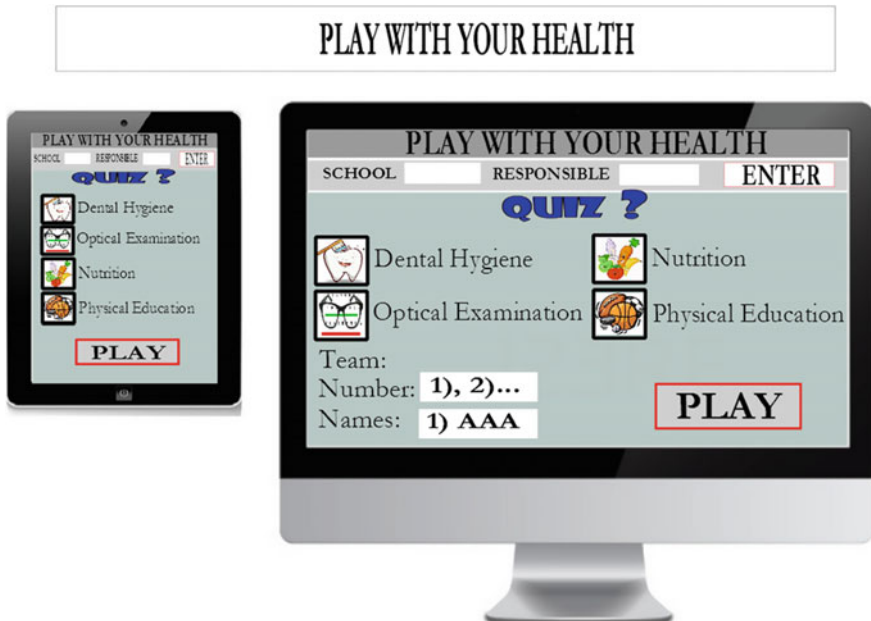 PLAY WITH YOUR HEALTH
PLAY WITH YOUR HEALTH
SCHOOL RESPONSIBLE ENTER
QUIZ ?
Dental Hygiene
Optical Examination
Nutrition
Physical Education
PLAY
PLAY WITH YOUR HEALTH
SCHOOL RESPONSIBLE ENTER
QUIZ ?
Dental Hygiene Nutrition
Optical Examination Physical Education
Team:
Number: 1), 2)...
Names: 1) AAA
PLAY